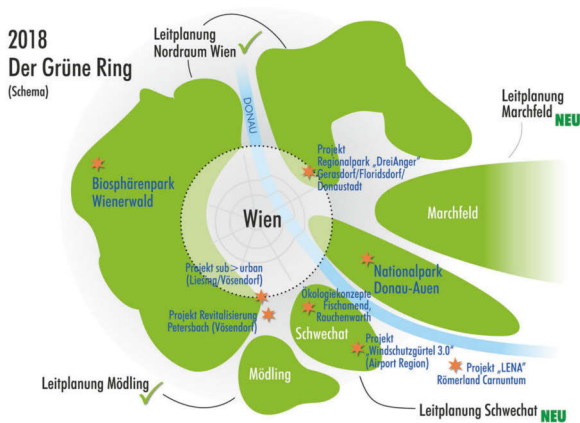 2018
Der Grüne Ring
(Schema)
Leitplanung
Nordraum Wien
DONAU
Leitplanung
Marchfeld NEU
Projekt
Regionalpark „DreiAnger"
Gerasdorf/Floridsdorf/
Donaustadt
Biosphärenpark
Wienerwald
Wien
Marchfeld
Nationalpark
Donau-Auen
Projekt sub>urban
(Liesing/Vösendorf)
Ökologiekonzepte
Fischamend,
Rauchenwarth
Projekt Revitalisierung
Petersbach (Vösendorf)
Schwechat
Projekt
„Windschutzgürtel 3.0"
(Airport Region)
Mödling
Projekt „LENA"
Römerland Carnuntum
Leitplanung Mödling
Leitplanung Schwechat NEU